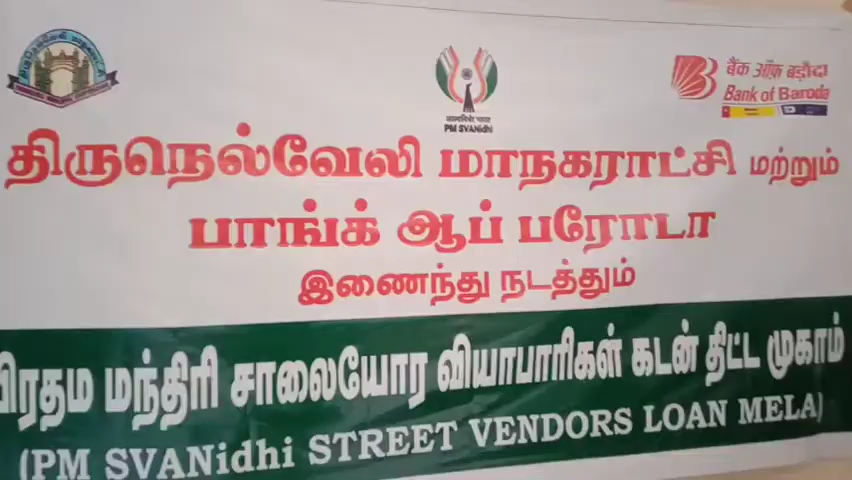 திருநெல்வேலி மாநகராட்சி
PM SVANidhi
बैंक ऑफ़ बड़ौदा
Bank of Baroda
திருநெல்வேலி மாநகராட்சி மற்றும்
பாங்க் ஆப் பரோடா
இணைந்து நடத்தும்
பிரதம மந்திரி சாலையோர வியாபாரிகள் கடன் திட்ட முகாம்
(PM SVANidhi STREET VENDORS LOAN MELA)